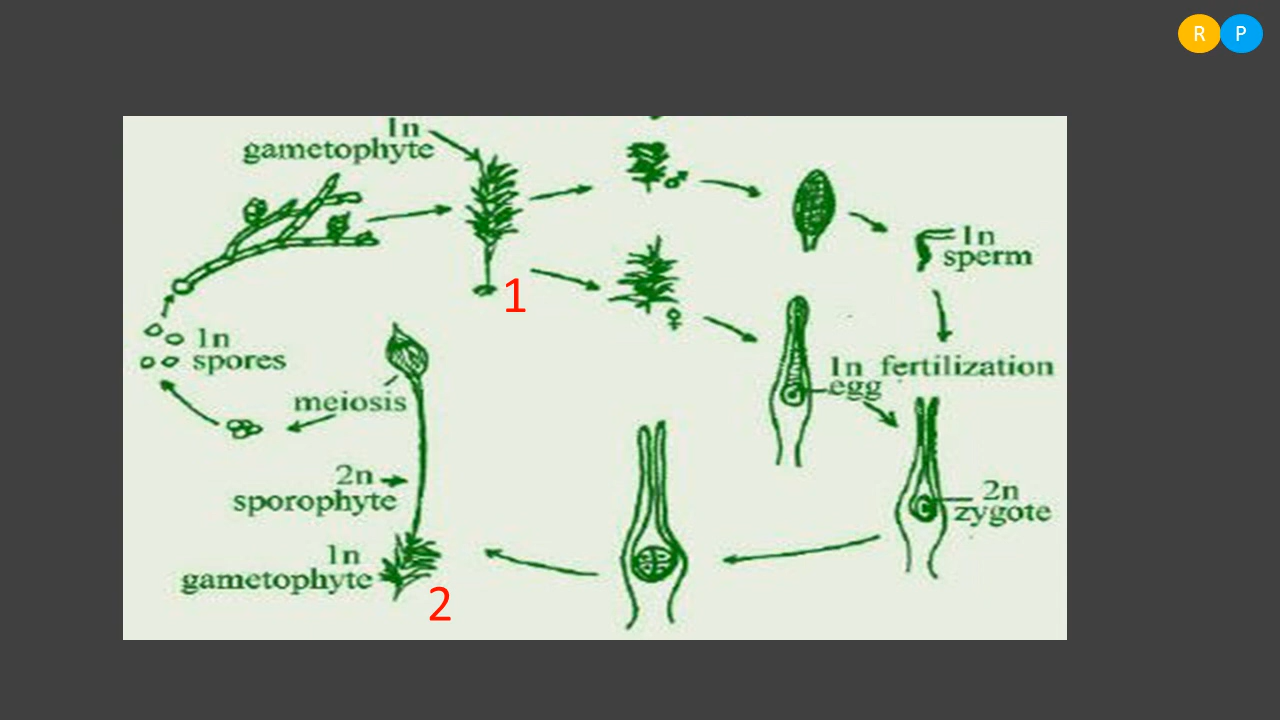 R P
1n
gametophyte
♂
1n
sperm
1
♀
1n
spores
1n fertilization
egg
meiosis
2n
sporophyte
2n
zygote
1n
gametophyte
2